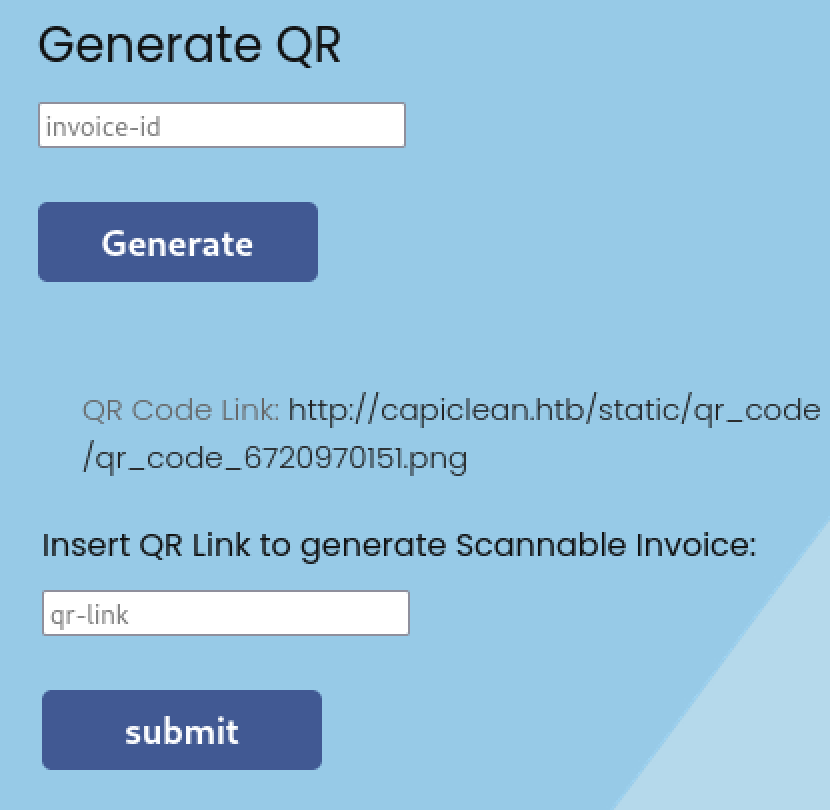 Generate QR
invoice-id
Generate
QR Code Link: http://capiclean.htb/static/qr_code
/qr_code_6720970151.png
Insert QR Link to generate Scannable Invoice:
qr-link
submit